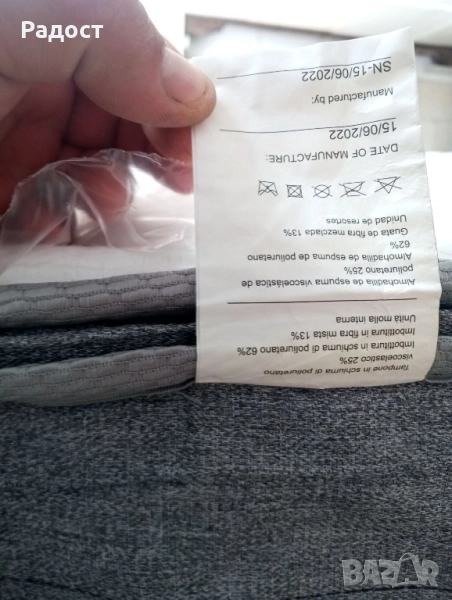 Радост
Tampone in schiuma di poliuretano
viscoelastico 25%
Imbottitura in schiuma di poliuretano 62%
Imbottitura in fibra mista 13%
Unità molla interna
Almohadilla de espuma viscoelástica de
poliuretano 25%
Almohadilla de espuma de poliuretano
62%
Guata de fibra mezclada 13%
Unidad de resortes
DATE OF MANUFACTURE:
15/06/2022
Manufactured by:
SN-15/06/2022
BAZAR